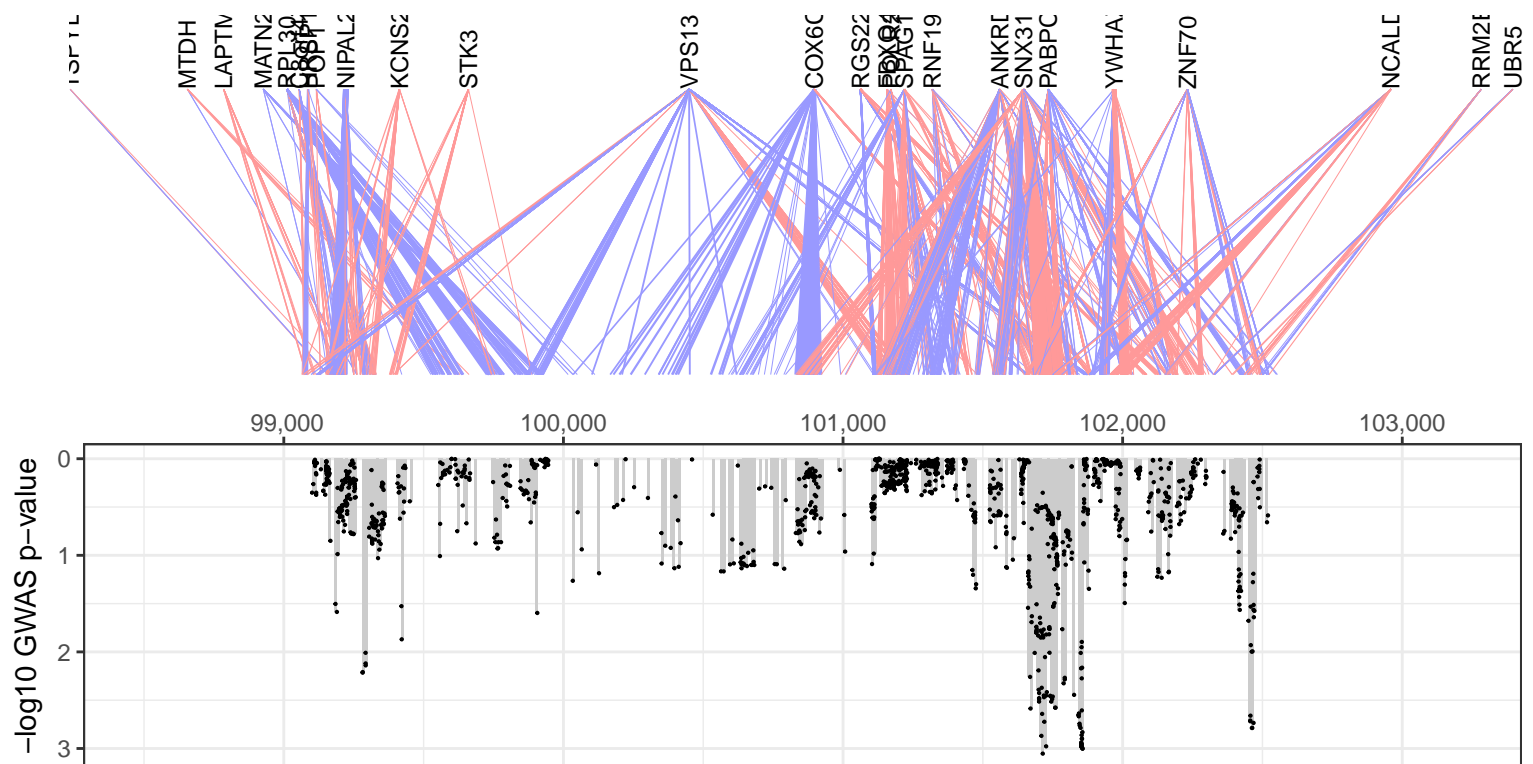 MTDH
LAPTM
MATN2
RPL30
NIPAL2
KCNS2
STK3
VPS13
COX6C
RGS22
SPAG1
RNF19
ANKRD
SNX31
PABPC
YWHAZ
ZNF70
NCALD
RRM2B
UBR5
99,000 100,000 101,000 102,000 103,000
−log10 GWAS p−value
0
1
2
3